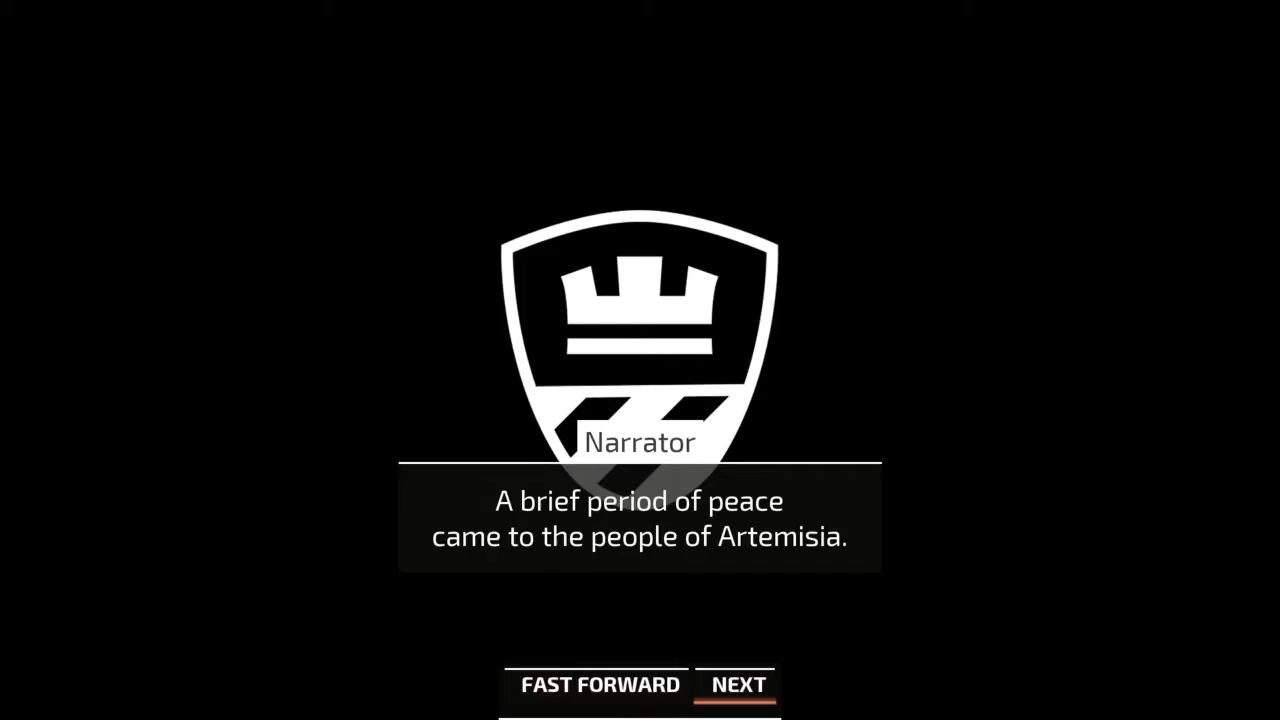 Narrator
A brief period of peace
came to the people of Artemisia.
FAST FORWARD NEXT